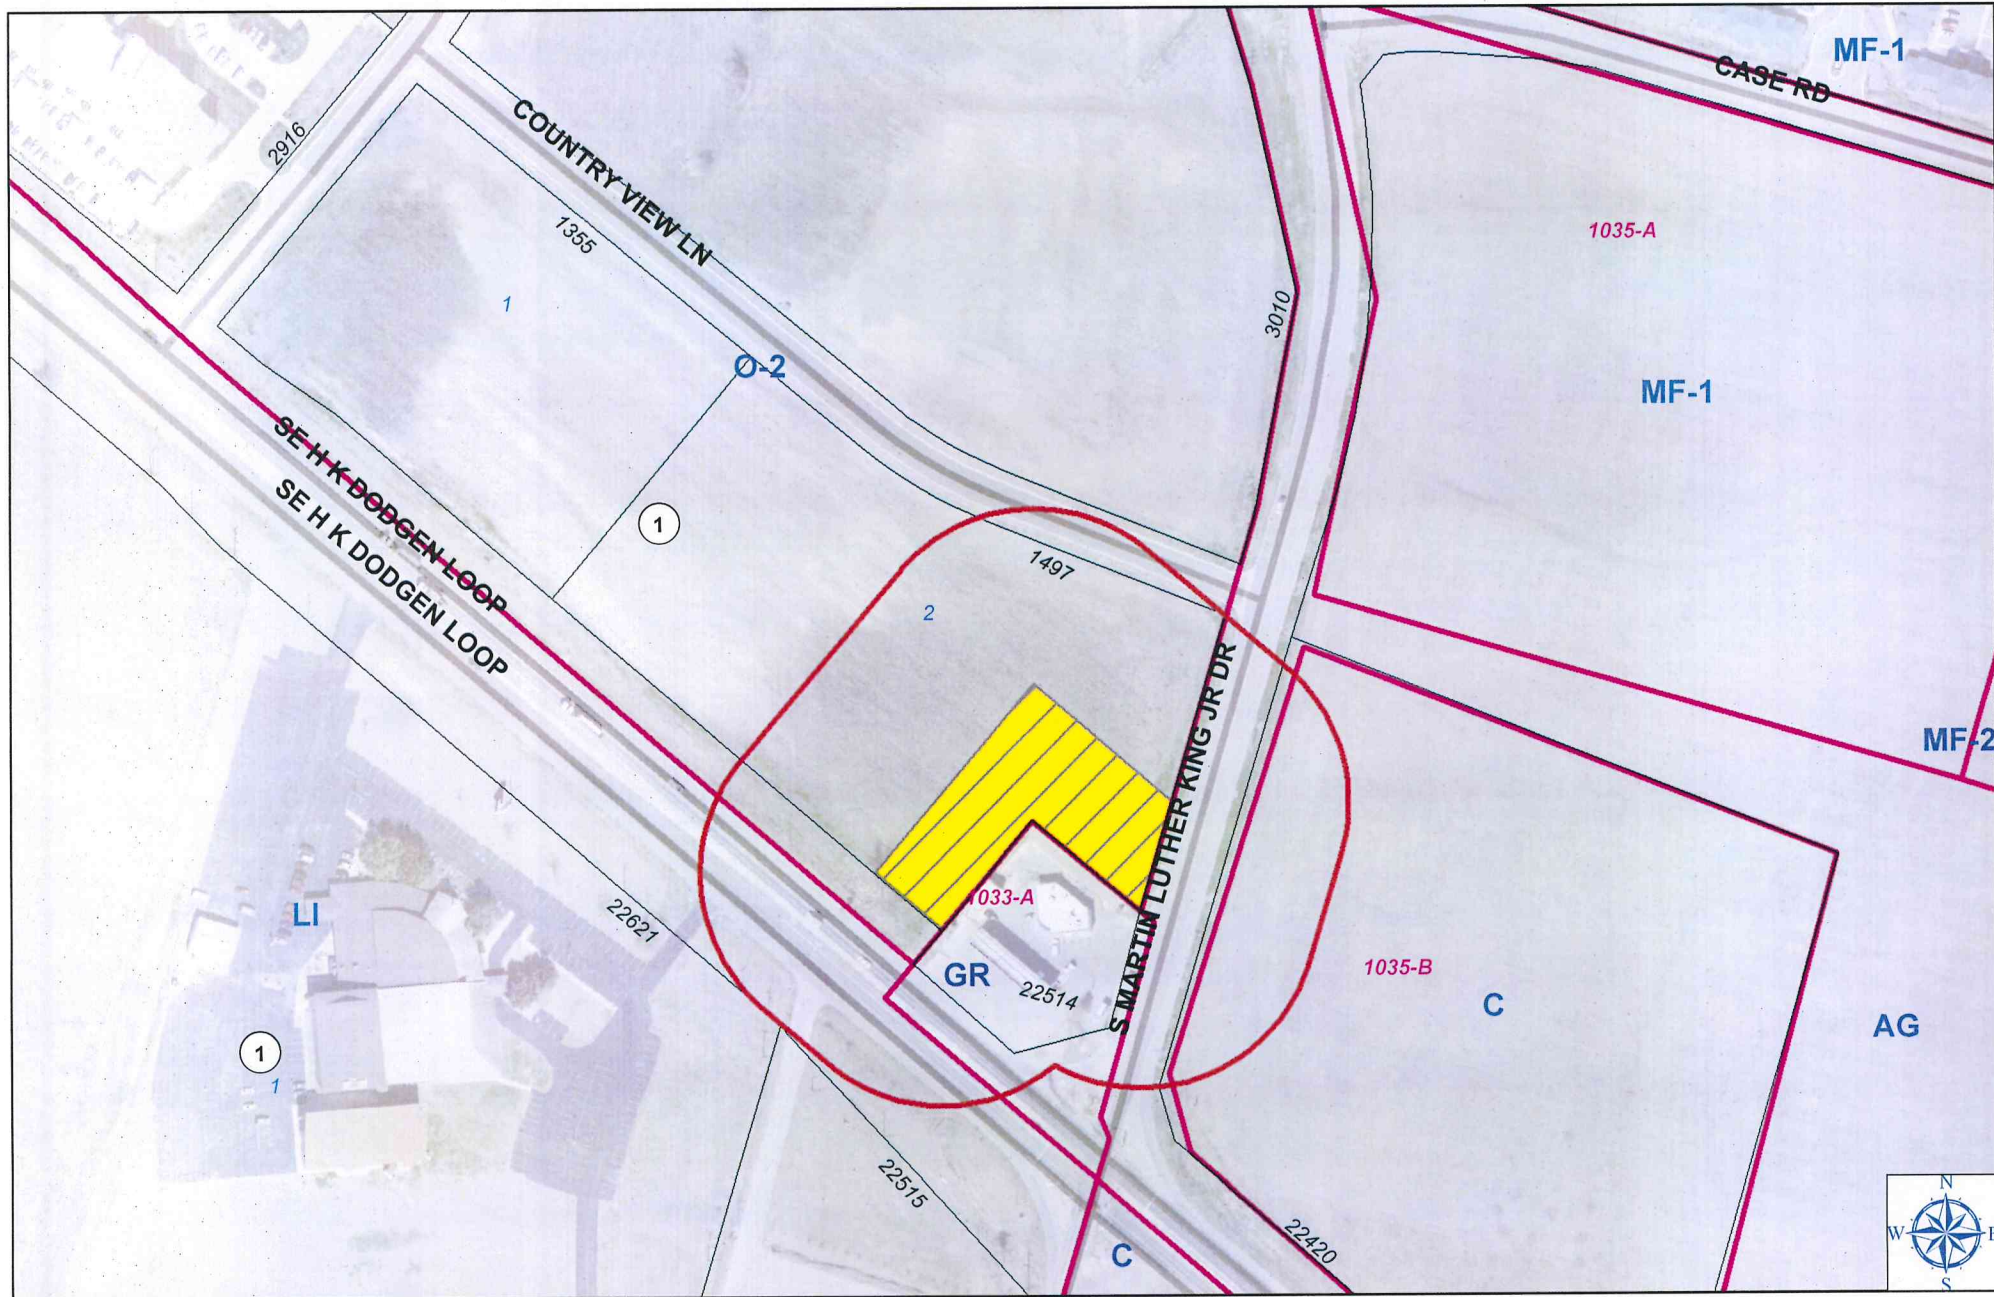 MF-1
CASE RD
2916
COUNTRY VIEW LN
1355
1035-A
1
3010
O-2
MF-1
SE H K DODGEN LOOP
SE H K DODGEN LOOP
1
1497
2
S MARTIN LUTHER KING JR DR
MF-2
1033-A
LI
22621
GR
22514
1035-B
C
AG
1
1
22515
22420
C
N
W
E
S